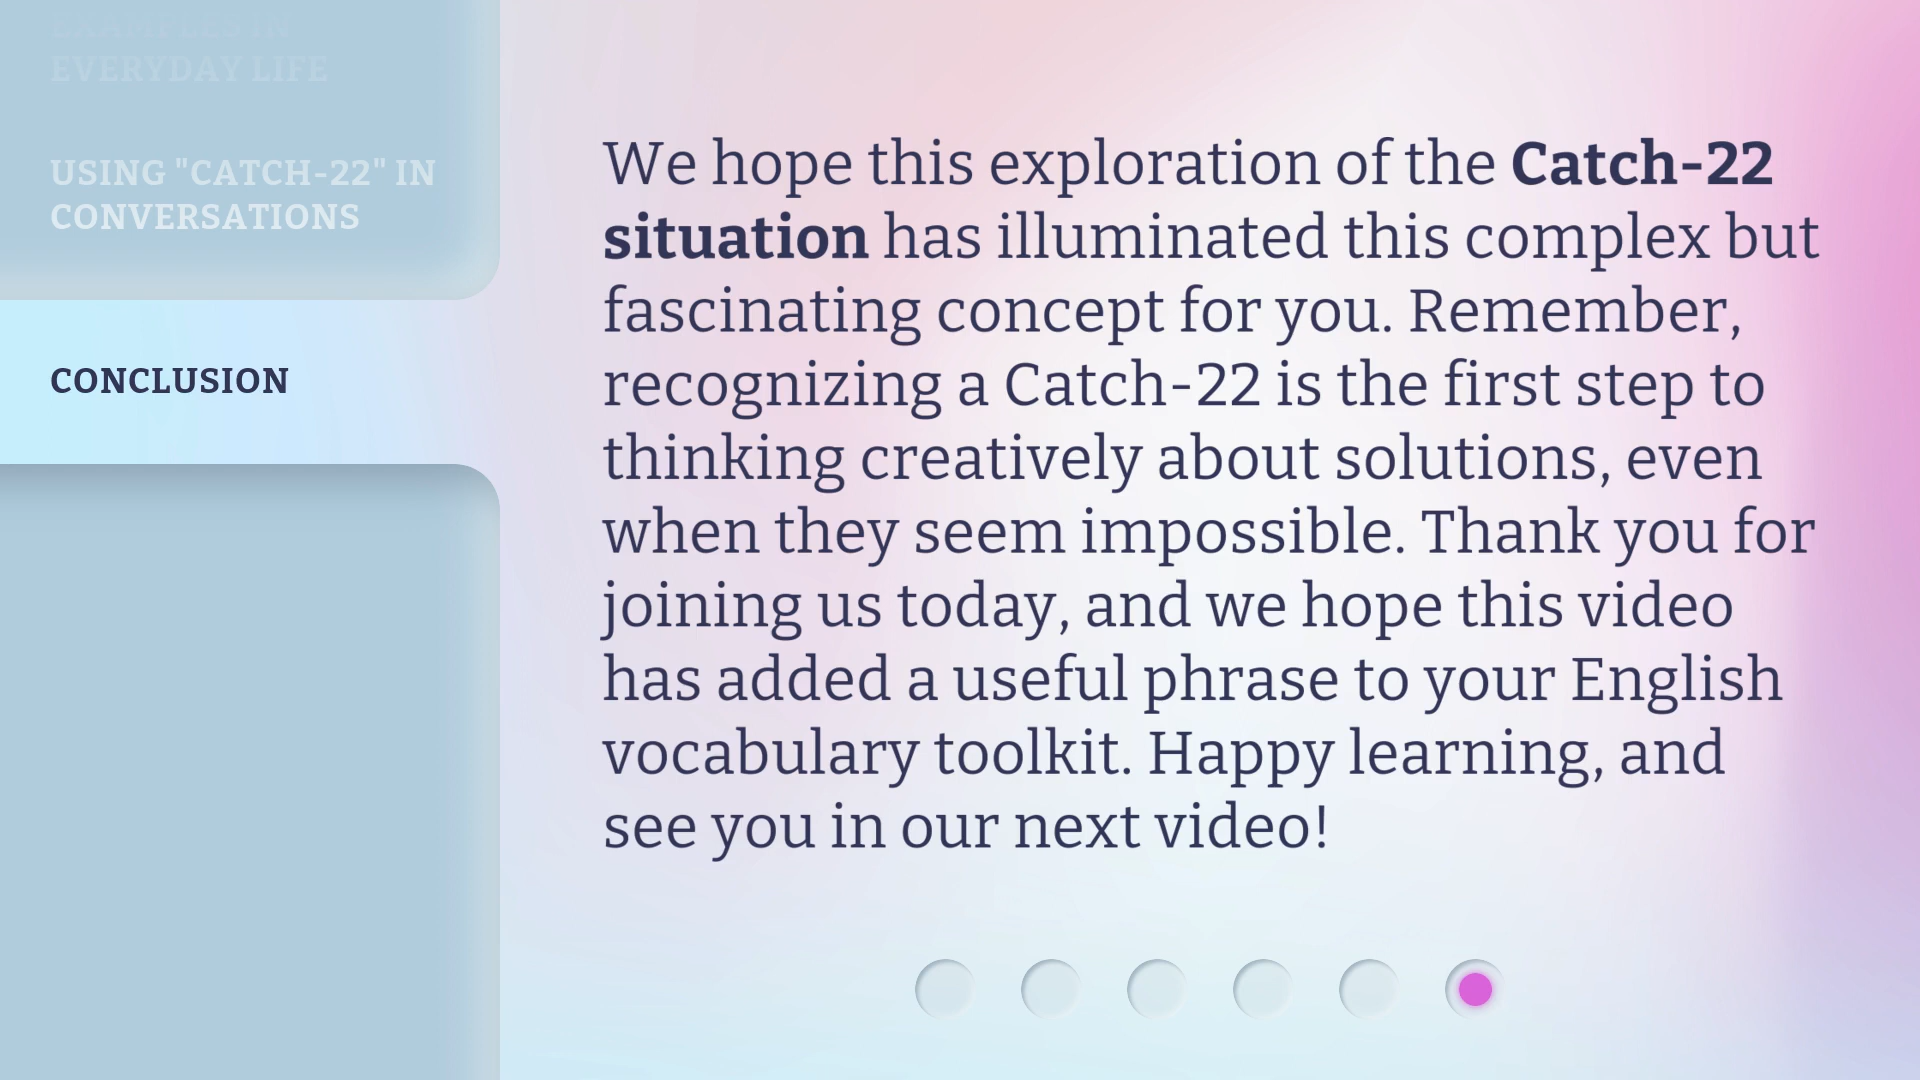 EXAMPLES IN
EVERYDAY LIFE
USING "CATCH-22" IN
CONVERSATIONS
CONCLUSION
We hope this exploration of the Catch-22
situation has illuminated this complex but
fascinating concept for you. Remember,
recognizing a Catch-22 is the first step to
thinking creatively about solutions, even
when they seem impossible. Thank you for
joining us today, and we hope this video
has added a useful phrase to your English
vocabulary toolkit. Happy learning, and
see you in our next video!